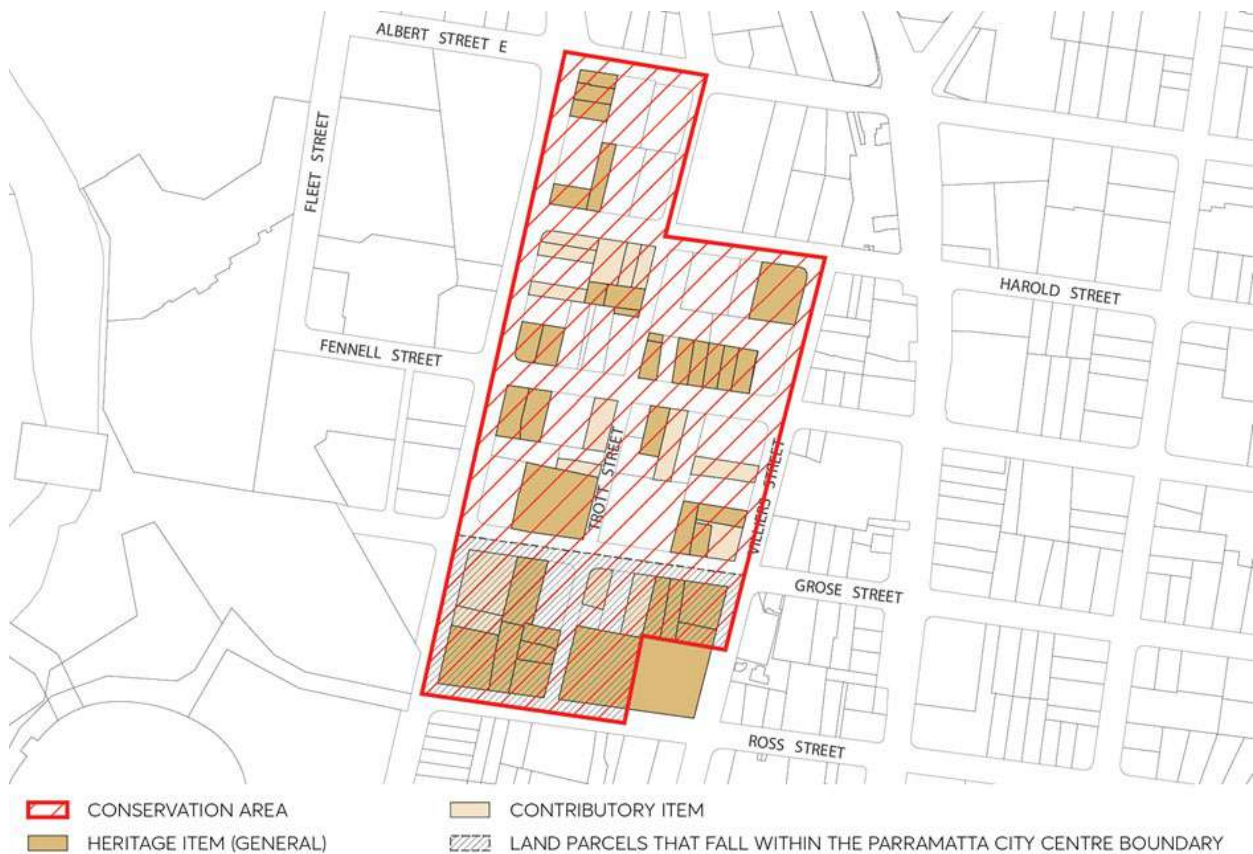 ALBERT STREET E
FLEET STREET
HAROLD STREET
FENNELL STREET
TROTT STREET
VILLIERS STREET
GROSE STREET
ROSS STREET
CONSERVATION AREA
CONTRIBUTORY ITEM
HERITAGE ITEM (GENERAL)
LAND PARCELS THAT FALL WITHIN THE PARRAMATTA CITY CENTRE BOUNDARY